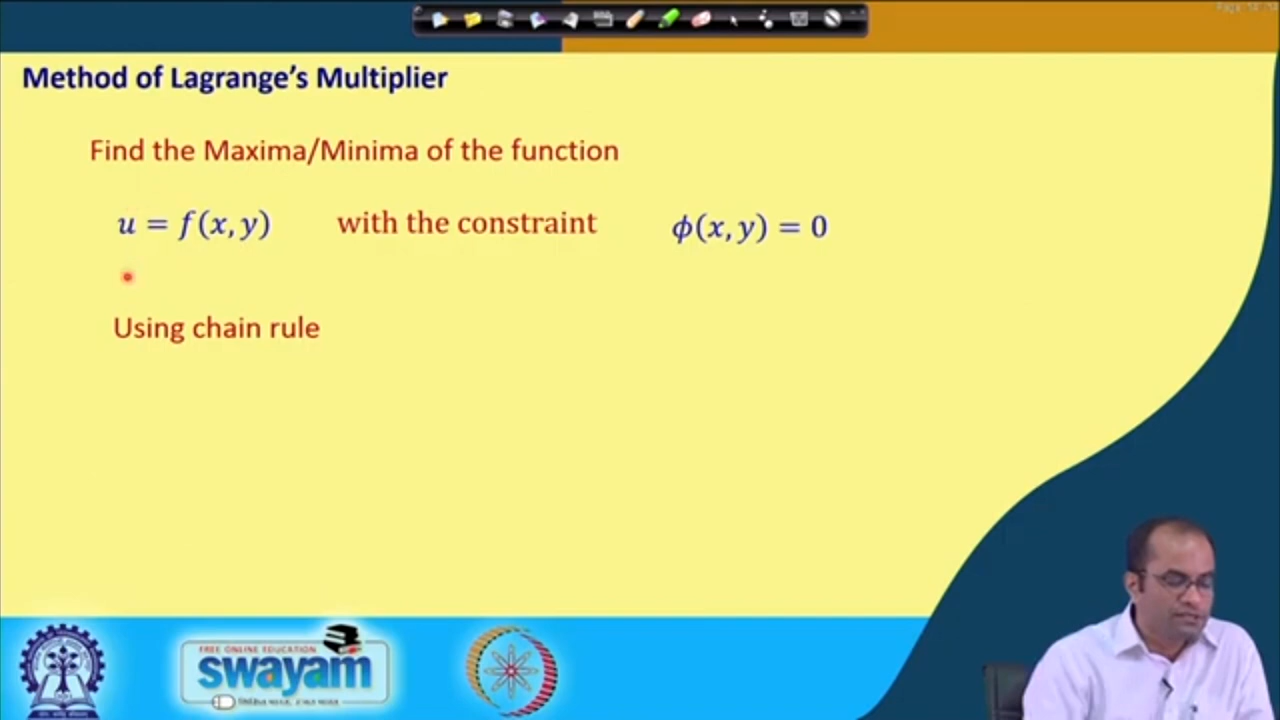 Method of Lagrange's Multiplier
Find the Maxima/Minima of the function
u = f(x, y) with the constraint ϕ(x, y) = 0
Using chain rule
FREE ONLINE EDUCATION
swayam